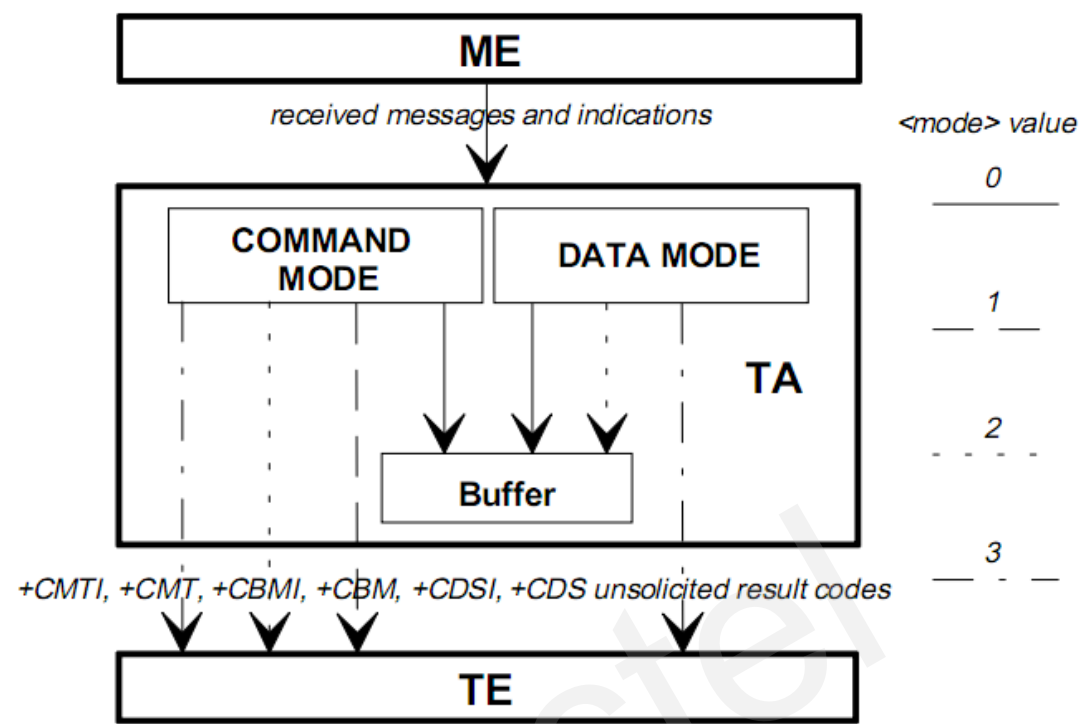 ME
received messages and indications
<mode> value
0
COMMAND
MODE
DATA MODE
1
TA
2
Buffer
3
+CMTI, +CMT, +CBMI, +CBM, +CDSI, +CDS unsolicited result codes
TE